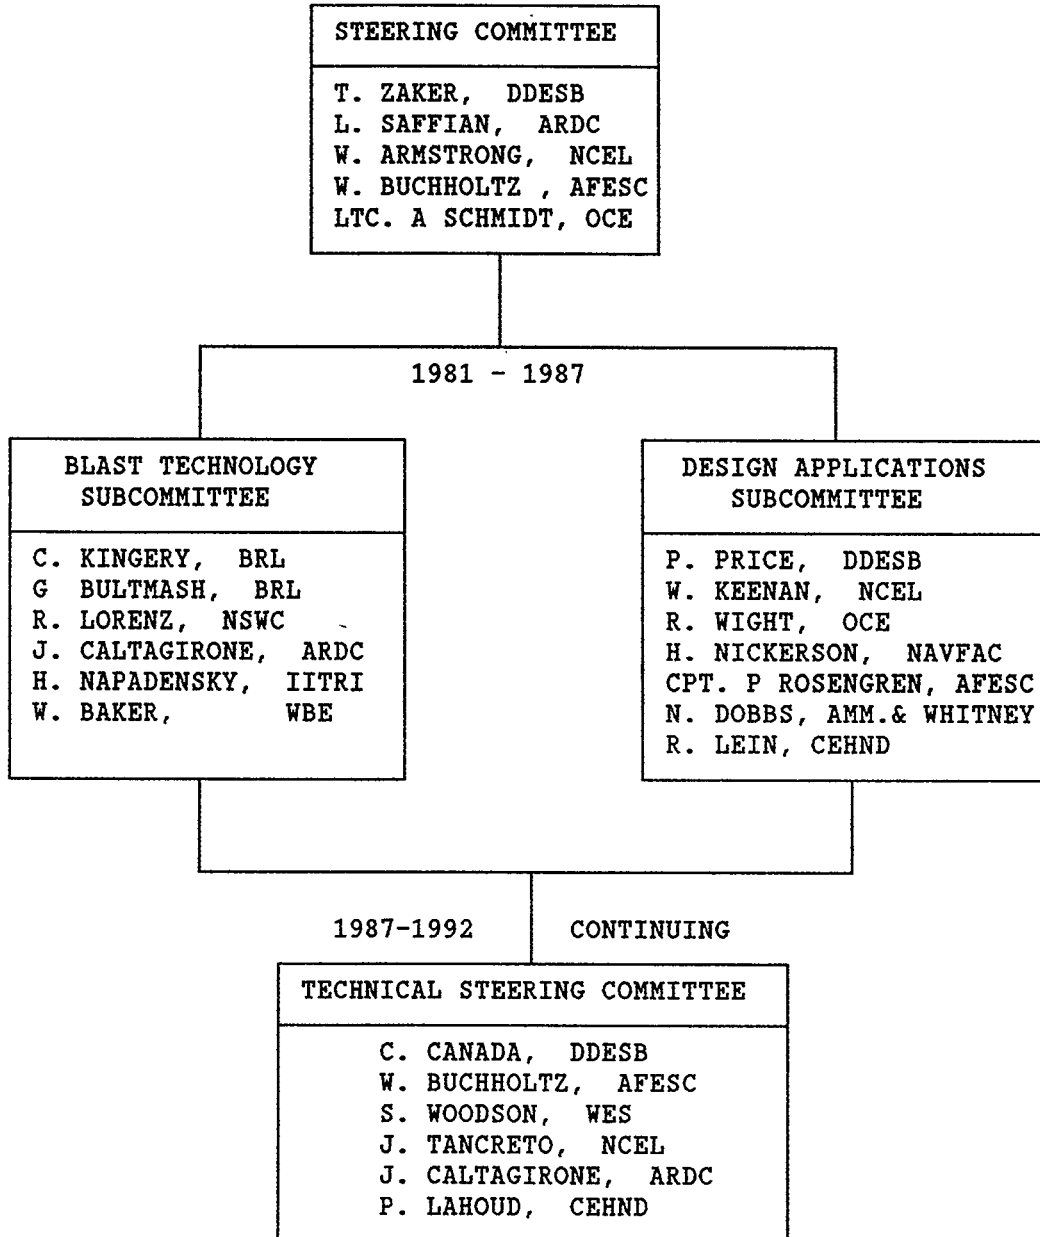 STEERING COMMITTEE
T. ZAKER, DDESB
L. SAFFIAN, ARDC
W. ARMSTRONG, NCEL
W. BUCHHOLTZ , AFESC
LTC. A SCHMIDT, OCE
1981 - 1987
BLAST TECHNOLOGY
SUBCOMMITTEE
C. KINGERY, BRL
G BULTMASH, BRL
R. LORENZ, NSWC
J. CALTAGIRONE, ARDC
H. NAPADENSKY, IITRI
W. BAKER, WBE
DESIGN APPLICATIONS
SUBCOMMITTEE
P. PRICE, DDESB
W. KEENAN, NCEL
R. WIGHT, OCE
H. NICKERSON, NAVFAC
CPT. P ROSENGREN, AFESC
N. DOBBS, AMM.& WHITNEY
R. LEIN, CEHND
1987-1992 CONTINUING
TECHNICAL STEERING COMMITTEE
C. CANADA, DDESB
W. BUCHHOLTZ, AFESC
S. WOODSON, WES
J. TANCRETO, NCEL
J. CALTAGIRONE, ARDC
P. LAHOUD, CEHND